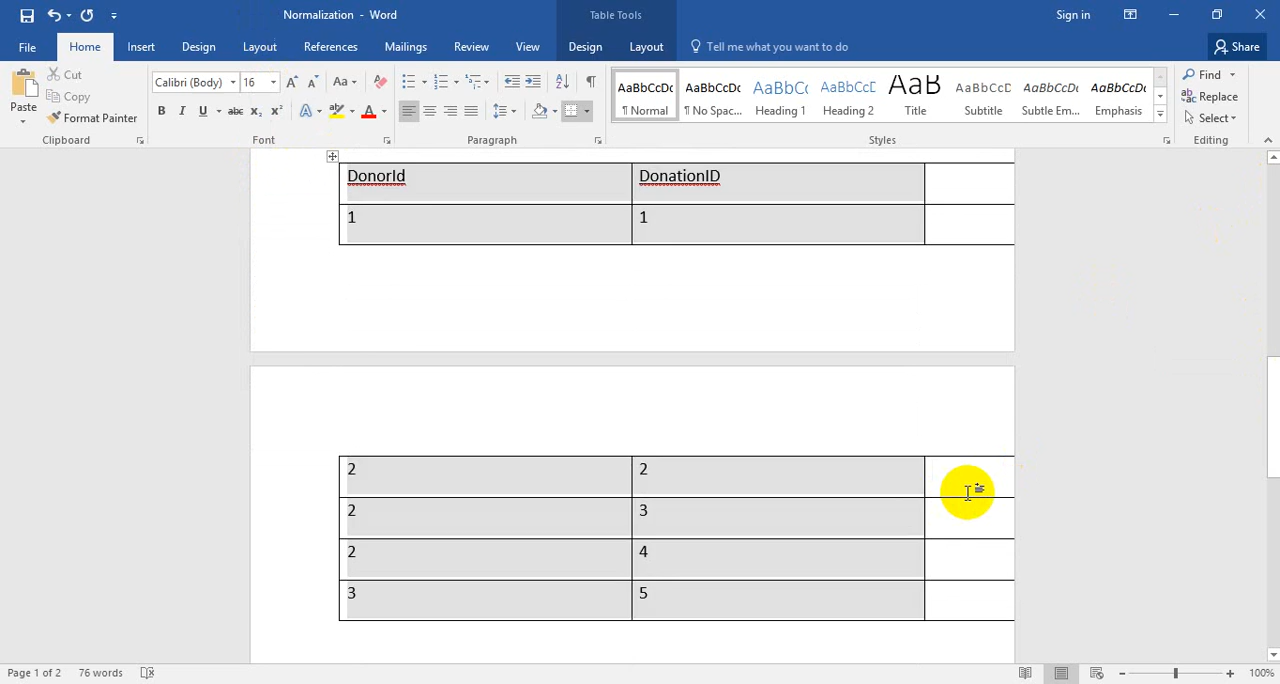 Normalization - Word
Table Tools
Sign in
File
Home
Insert
Design
Layout
References
Mailings
Review
View
Design
Layout
Tell me what you want to do
Share
Paste
Cut
Copy
Format Painter
Clipboard
Calibri (Body)
16
Font
Paragraph
AaBbCcDc
¶ Normal
AaBbCcDc
¶ No Spac...
AaBbCc
Heading 1
AaBbCcD
Heading 2
AaB
Title
AaBbCcD
Subtitle
AaBbCcDc
Subtle Em...
AaBbCcDc
Emphasis
Styles
Find
Replace
Select
Editing
DonorId DonationID
1 1
2 2
2 3
2 4
3 5
Page 1 of 2 76 words
100%